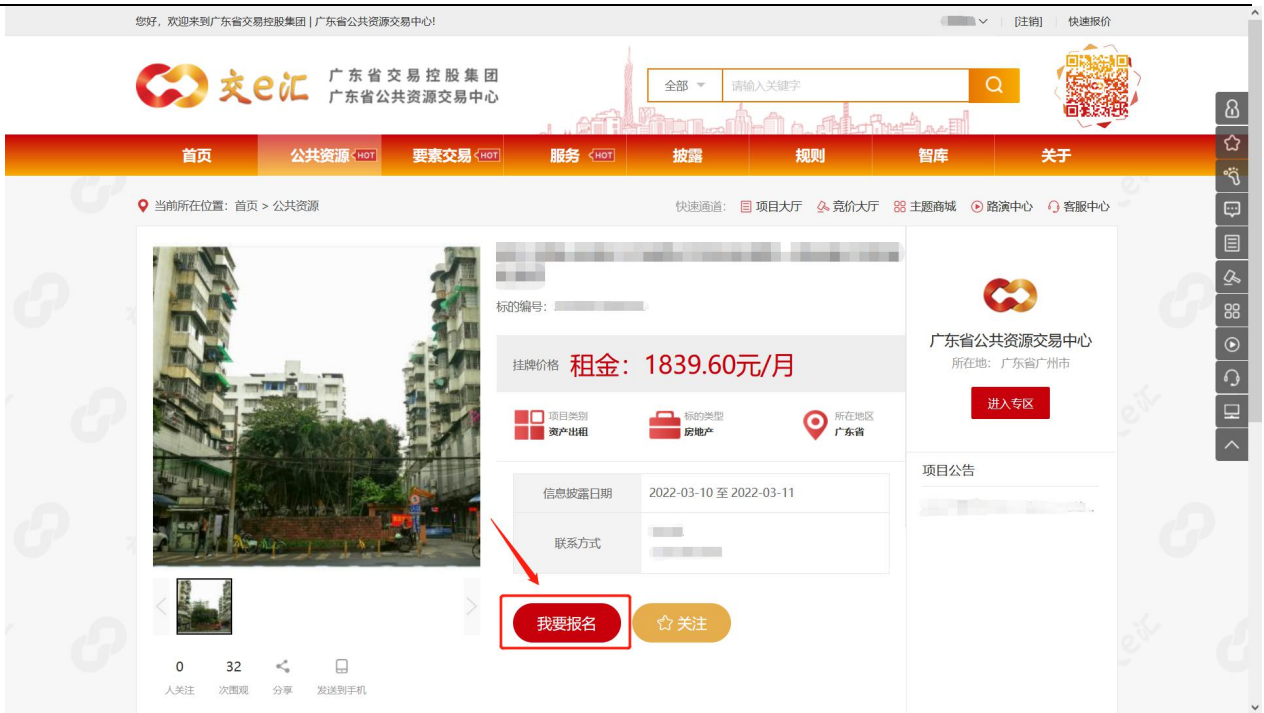 您好，欢迎来到广东省交易控股集团 | 广东省公共资源交易中心!
[注销] 快速报价
交e汇
广东省交易控股集团
广东省公共资源交易中心
全部 请输入关键字
首页 公共资源 HOT 要素交易 HOT 服务 HOT 披露 规则 智库 关于
当前所在位置：首页 > 公共资源
快速通道： 项目大厅 竞价大厅 主题商城 路演中心 客服中心
标的编号：
挂牌价格 租金：1839.60元/月
项目类别
资产出租
标的类型
房地产
所在地区
广东省
信息披露日期 2022-03-10 至 2022-03-11
联系方式
我要报名 关注
0 32
人关注 次围观 分享 发送到手机
广东省公共资源交易中心
所在地： 广东省广州市
进入专区
项目公告